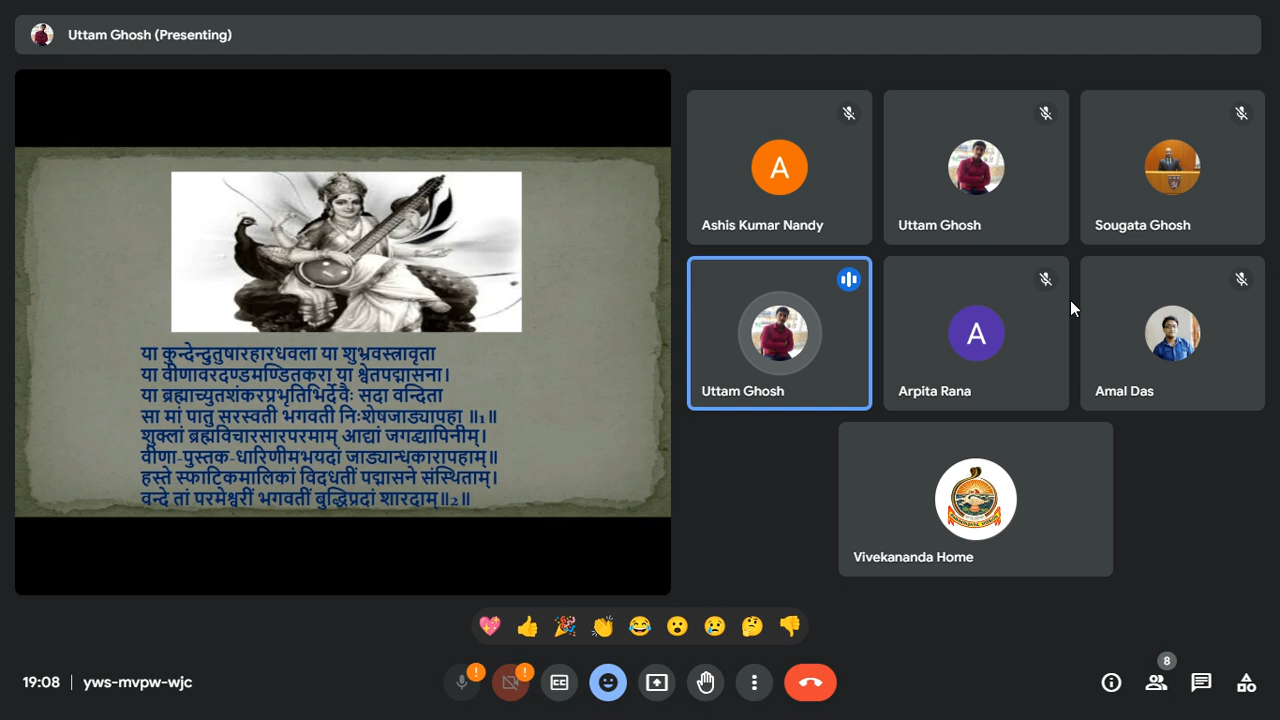 Uttam Ghosh (Presenting)
या कुन्देन्दुतुषारहारधवला या शुभ्रवस्त्रावृता
या वीणावरदण्डमण्डितकरा या श्वेतपद्मासना।
या ब्रह्माच्युतशंकरप्रभृतिभिर्देवैः सदा वन्दिता
सा मां पातु सरस्वती भगवती निःशेषजाड्यापहा ॥1॥
शुक्लां ब्रह्मविचारसारपरमाम् आद्यां जगद्व्यापिनीम्।
वीणा-पुस्तक-धारिणीमभयदां जाड्यान्धकारापहाम्॥
हस्ते स्फाटिकमालिकां विदधतीं पद्मासने संस्थिताम्।
वन्दे तां परमेश्वरीं भगवतीं बुद्धिप्रदां शारदाम्॥2॥
A
Ashis Kumar Nandy
Uttam Ghosh
Sougata Ghosh
Uttam Ghosh
A
Arpita Rana
Amal Das
Vivekananda Home
19:08 | yws-mvpw-wjc
CC
8